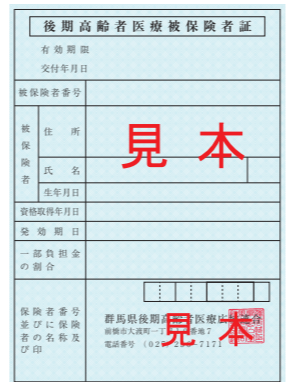 後期高齢者医療被保険者証
有効期限
交付年月日
被保険者番号
被保険者
住所
氏名
生年月日
見本
資格取得年月日
発効期日
一部負担金
の割合
保険者番号
並びに保険
者の名称及
び印
群馬県後期高齢者医療広域連合
前橋市大渡町一丁
番地7
電話番号 (027)
-7171
見本